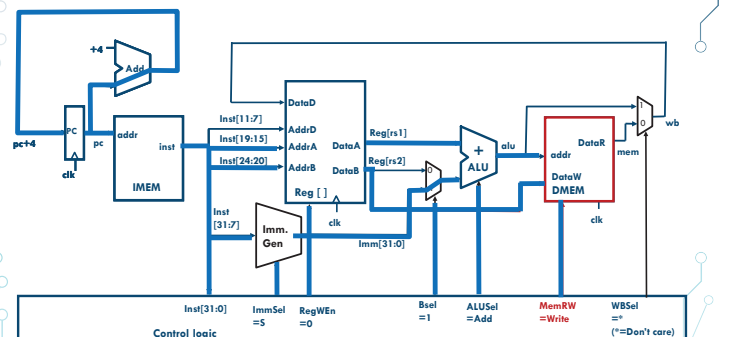 +4
Add
pc+4
PC
pc
clk
addr
inst
IMEM
Inst[11:7]
Inst[19:15]
Inst[24:20]
Inst
[31:7]
DataD
AddrD
AddrA
AddrB
DataA
DataB
Reg [ ]
clk
Reg[rs1]
Reg[rs2]
Imm.
Gen
Imm[31:0]
0
+
ALU
alu
addr
DataR
DataW
DMEM
clk
mem
1
0
wb
Inst[31:0]
ImmSel
=S
RegWEn
=0
Bsel
=1
ALUSel
=Add
MemRW
=Write
WBSel
=*
(*=Don't care)
Control logic